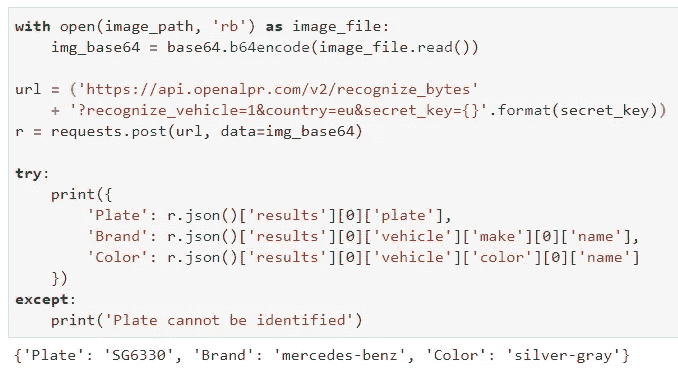 with open(image_path, 'rb') as image_file:
    img_base64 = base64.b64encode(image_file.read())

url = ('https://api.openalpr.com/v2/recognize_bytes'
    + '?recognize_vehicle=1&country=eu&secret_key={}'.format(secret_key))
r = requests.post(url, data=img_base64)

try:
    print({
        'Plate': r.json()['results'][0]['plate'],
        'Brand': r.json()['results'][0]['vehicle']['make'][0]['name'],
        'Color': r.json()['results'][0]['vehicle']['color'][0]['name']
    })
except:
    print('Plate cannot be identified')
{'Plate': 'SG6330', 'Brand': 'mercedes-benz', 'Color': 'silver-gray'}